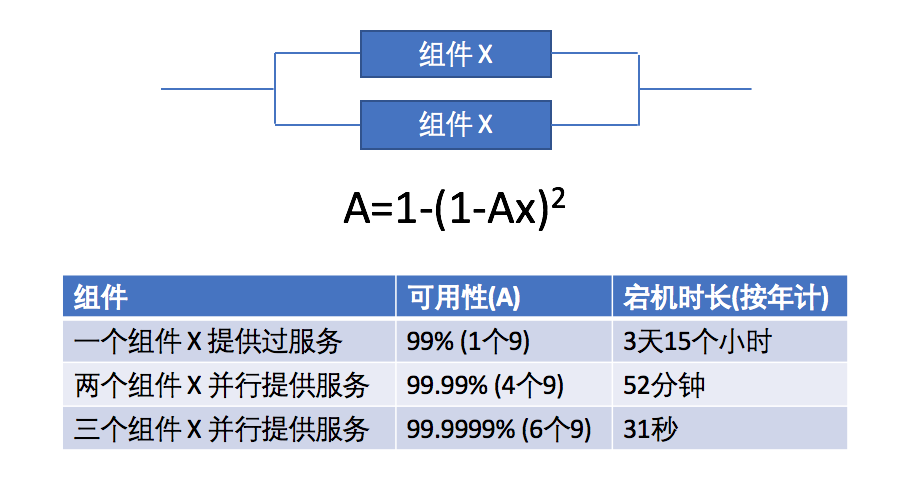 组件 X
组件 X
A=1-(1-Ax)²
组件 可用性(A) 宕机时长(按年计)
一个组件 X 提供过服务 99% (1个9) 3天15个小时
两个组件 X 并行提供服务 99.99% (4个9) 52分钟
三个组件 X 并行提供服务 99.9999% (6个9) 31秒